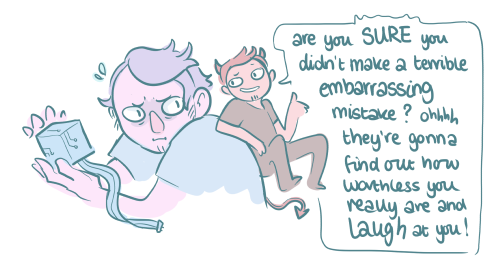 are you SURE you
didn't make a terrible
embarrassing
mistake? ohhhh
they're gonna
find out how
worthless you
really are and
laugh at you!